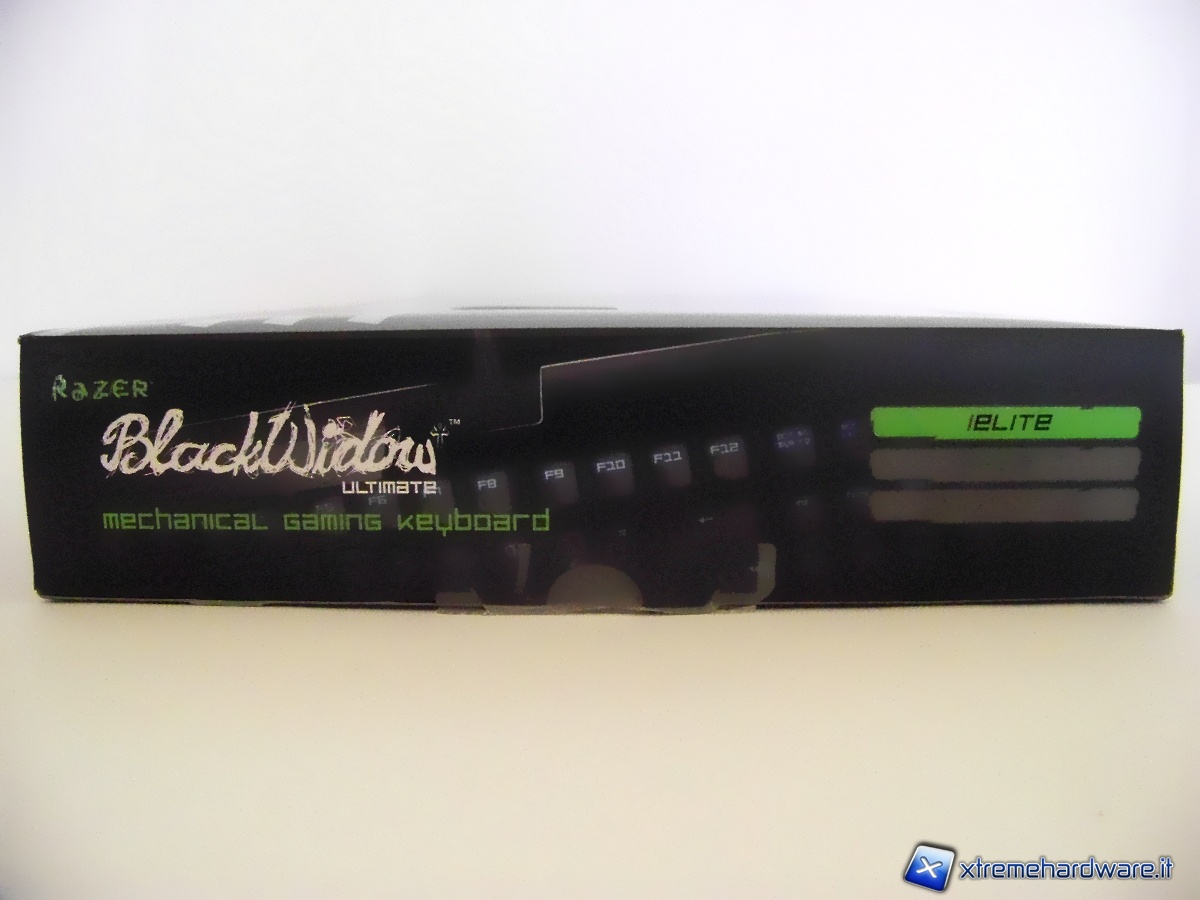 RAZER
BlackWidow™
ULTIMATE
mechanical gaming keyboard
ELITE
F6
F8
F9
F10
F11
F12
xtremehardware.it